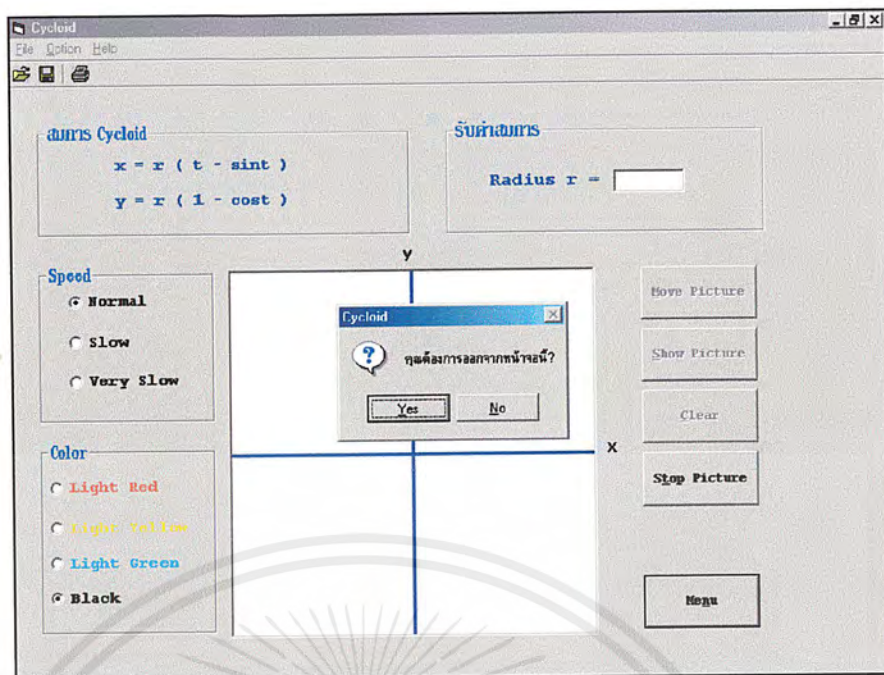 Cycloid
File Option Help
สมการ Cycloid
x = r ( t - sint )
y = r ( 1 - cost )
รับค่าสมการ
Radius r =
Speed
Normal
Slow
Very Slow
Color
Light Red
Light Yellow
Light Green
Black
y
x
Cycloid
คุณต้องการออกจากหน้าจอนี้?
Yes
No
Move Picture
Show Picture
Clear
Stop Picture
Menu